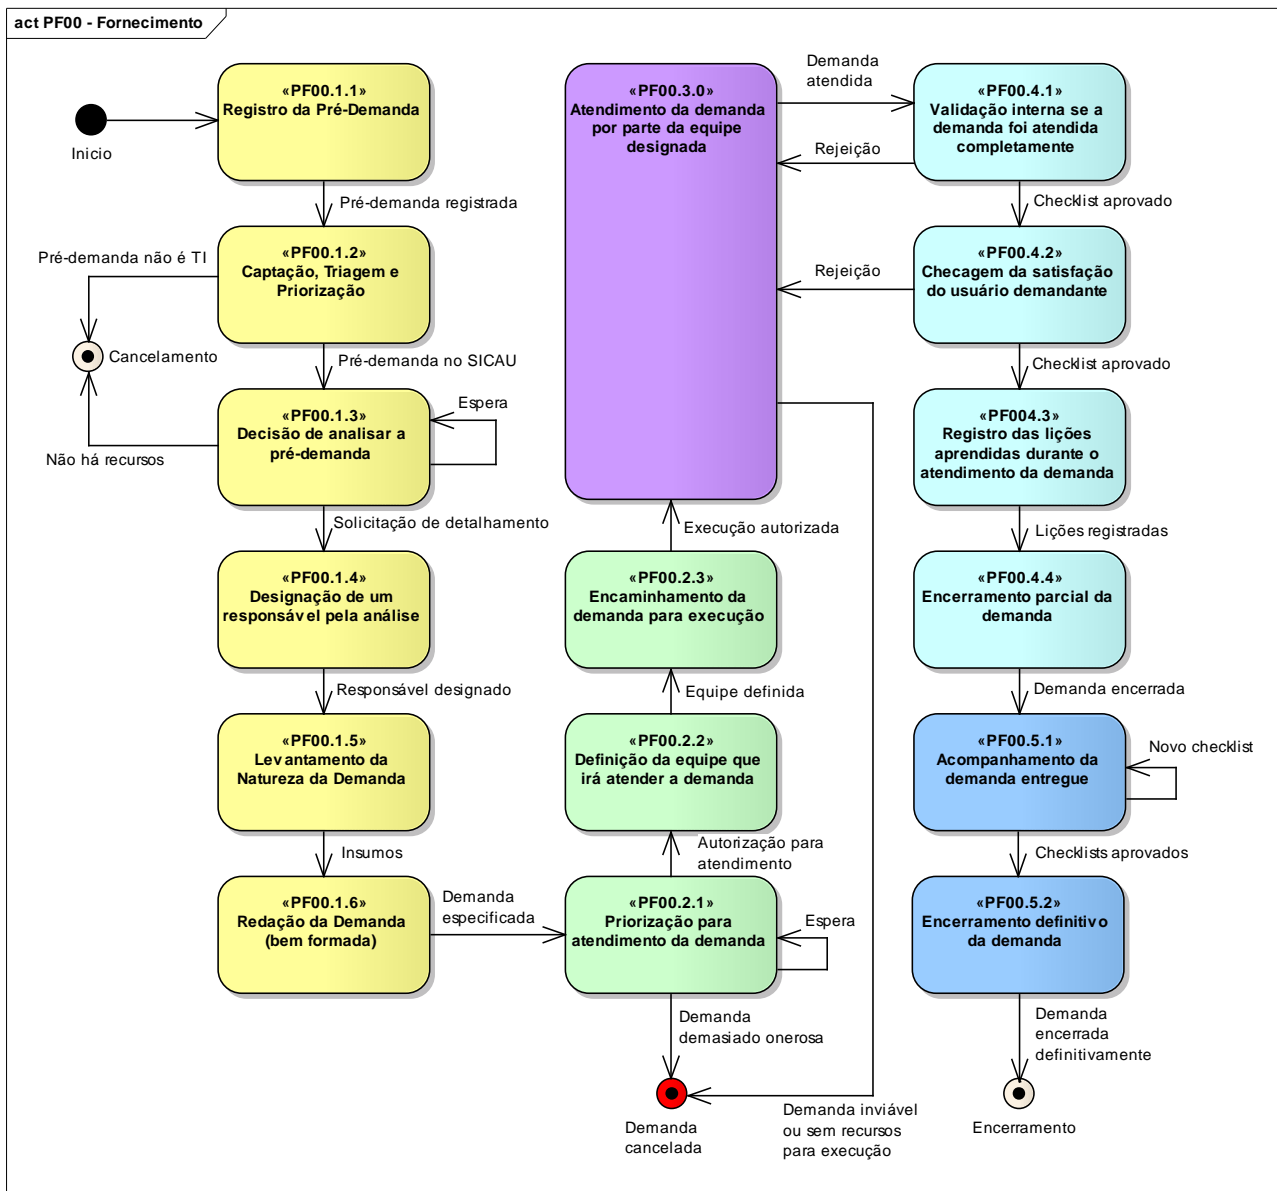 act PF00 - Fornecimento
Inicio
«PF00.1.1»
Registro da Pré-Demanda
Pré-demanda registrada
«PF00.1.2»
Captação, Triagem e
Priorização
Pré-demanda não é TI
Cancelamento
Pré-demanda no SICAU
«PF00.1.3»
Decisão de analisar a
pré-demanda
Espera
Não há recursos
Solicitação de detalhamento
«PF00.1.4»
Designação de um
responsável pela análise
Responsável designado
«PF00.1.5»
Levantamento da
Natureza da Demanda
Insumos
«PF00.1.6»
Redação da Demanda
(bem formada)
Demanda
especificada
«PF00.2.1»
Priorização para
atendimento da demanda
Espera
Demanda
demasiado onerosa
Demanda
cancelada
Autorização para
atendimento
«PF00.2.2»
Definição da equipe que
irá atender a demanda
Equipe definida
«PF00.2.3»
Encaminhamento da
demanda para execução
Execução autorizada
«PF00.3.0»
Atendimento da demanda
por parte da equipe
designada
Demanda inviável
ou sem recursos
para execução
Demanda
atendida
«PF00.4.1»
Validação interna se a
demanda foi atendida
completamente
Rejeição
Checklist aprovado
«PF00.4.2»
Checagem da satisfação
do usuário demandante
Rejeição
Checklist aprovado
«PF004.3»
Registro das lições
aprendidas durante o
atendimento da demanda
Lições registradas
«PF00.4.4»
Encerramento parcial da
demanda
Demanda encerrada
«PF00.5.1»
Acompanhamento da
demanda entregue
Novo checklist
Checklists aprovados
«PF00.5.2»
Encerramento definitivo
da demanda
Demanda
encerrada
definitivamente
Encerramento